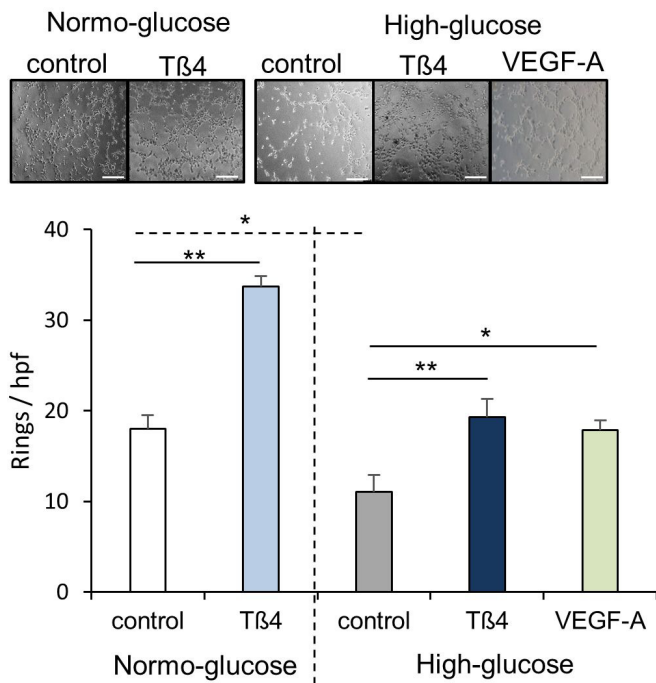 Normo-glucose
High-glucose
control
Tß4
control
Tß4
VEGF-A
Rings / hpf
40
30
20
10
0
*
**
*
**
control
Tß4
control
Tß4
VEGF-A
Normo-glucose
High-glucose